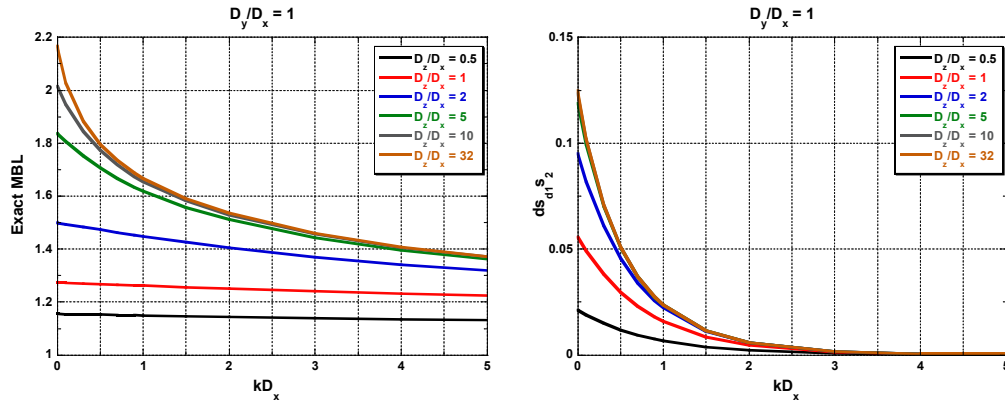 D_y/D_x = 1
2.2
2
1.8
1.6
1.4
1.2
1
Exact MBL
D_z/D_x = 0.5
D_z/D_x = 1
D_z/D_x = 2
D_z/D_x = 5
D_z/D_x = 10
D_z/D_x = 32
0 1 2 3 4 5
kD_x
D_y/D_x = 1
0.15
0.1
0.05
0
ds_d1 s_2
D_z/D_x = 0.5
D_z/D_x = 1
D_z/D_x = 2
D_z/D_x = 5
D_z/D_x = 10
D_z/D_x = 32
0 1 2 3 4 5
kD_x